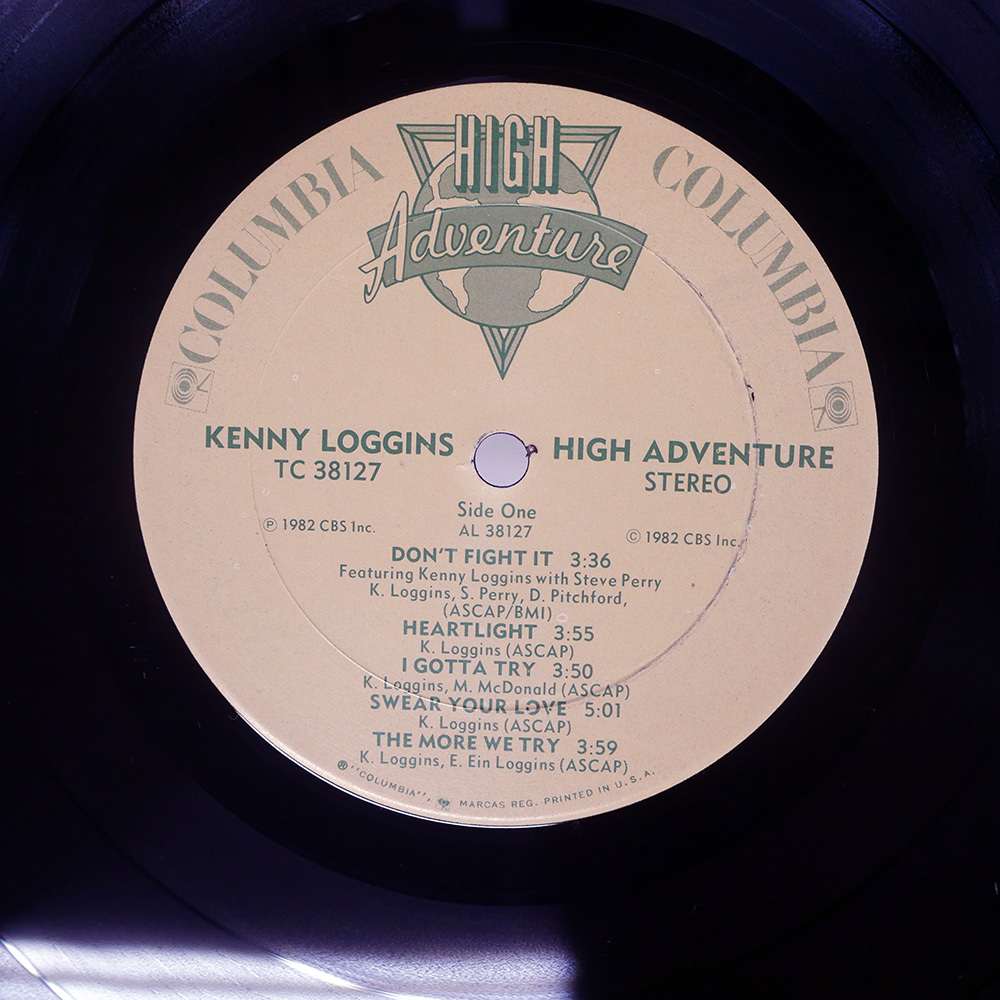 HIGH
Adventure
COLUMBIA
COLUMBIA
KENNY LOGGINS
TC 38127
HIGH ADVENTURE
STEREO
Side One
AL 38127
Ⓟ 1982 CBS Inc.
© 1982 CBS Inc.
DON'T FIGHT IT 3:36
Featuring Kenny Loggins with Steve Perry
K. Loggins, S. Perry, D. Pitchford,
(ASCAP/BMI)
HEARTLIGHT 3:55
K. Loggins (ASCAP)
I GOTTA TRY 3:50
K. Loggins, M. McDonald (ASCAP)
SWEAR YOUR LOVE 5:01
K. Loggins (ASCAP)
THE MORE WE TRY 3:59
K. Loggins, E. Ein Loggins (ASCAP)
® "COLUMBIA", MARCAS REG. PRINTED IN U.S.A.